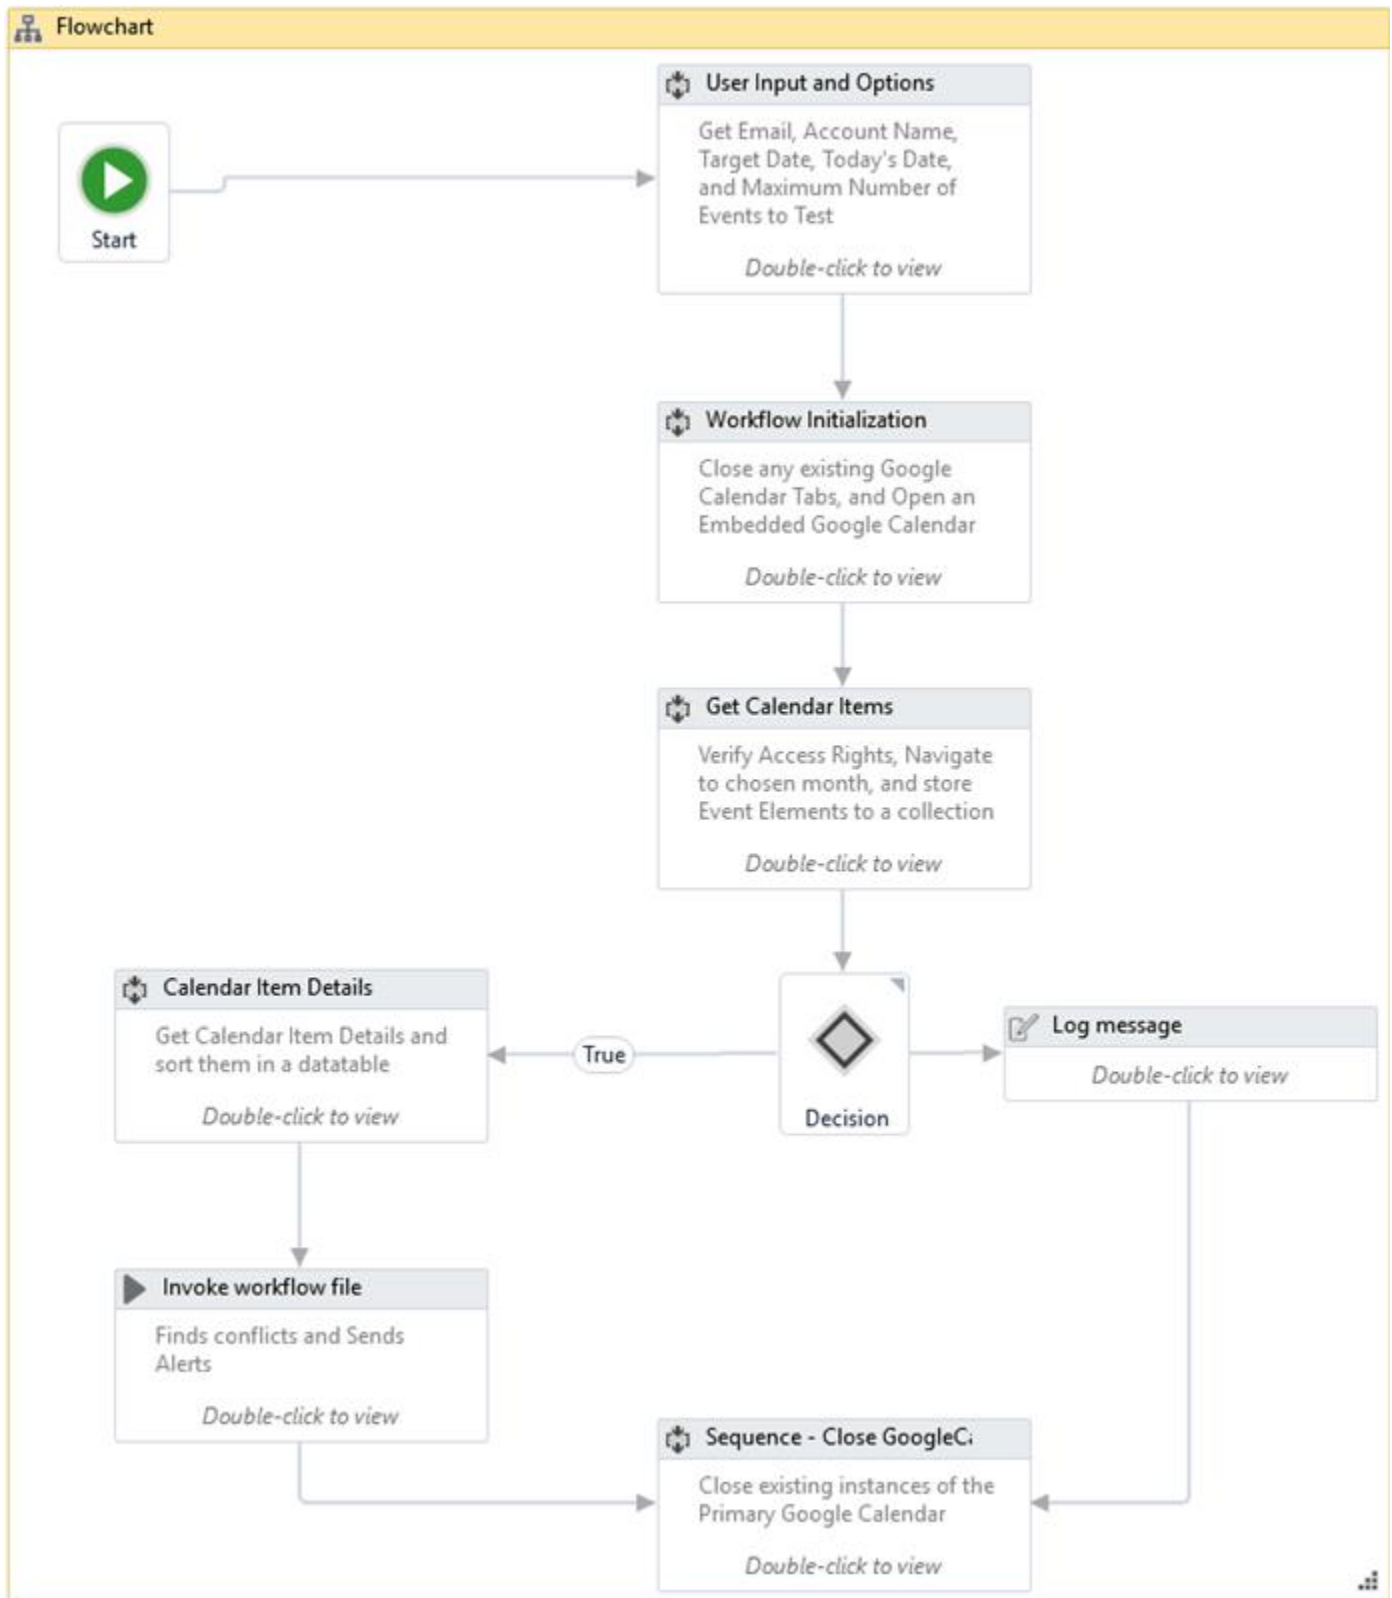 Flowchart
Start
User Input and Options
Get Email, Account Name,
Target Date, Today's Date,
and Maximum Number of
Events to Test
Double-click to view
Workflow Initialization
Close any existing Google
Calendar Tabs, and Open an
Embedded Google Calendar
Double-click to view
Get Calendar Items
Verify Access Rights, Navigate
to chosen month, and store
Event Elements to a collection
Double-click to view
Decision
True
Calendar Item Details
Get Calendar Item Details and
sort them in a datatable
Double-click to view
Log message
Double-click to view
Invoke workflow file
Finds conflicts and Sends
Alerts
Double-click to view
Sequence - Close
Close existing instances of the
Primary Google Calendar
Double-click to view